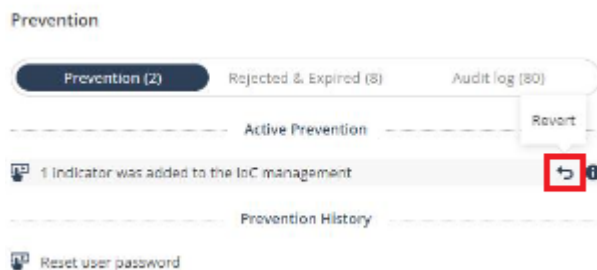 Prevention
Prevention (2)
Rejected & Expired (8)
Audit log (80)
Revert
Active Prevention
1 indicator was added to the IoC management
Prevention History
Reset user password